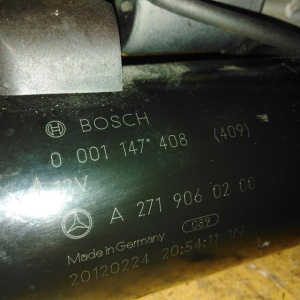 BOSCH
0 001 147 408 (409)
12V
A 271 906 02 00
089
Made in Germany
20120224 20:54:11 1N